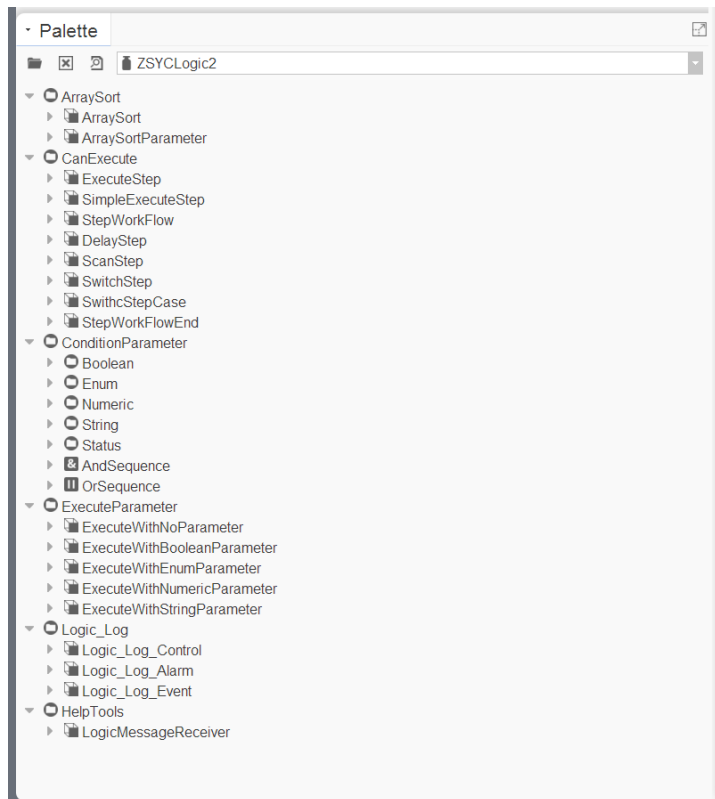 Palette
ZSYCLogic2
ArraySort
ArraySort
ArraySortParameter
CanExecute
ExecuteStep
SimpleExecuteStep
StepWorkFlow
DelayStep
ScanStep
SwitchStep
SwithcStepCase
StepWorkFlowEnd
ConditionParameter
Boolean
Enum
Numeric
String
Status
& AndSequence
OrSequence
ExecuteParameter
ExecuteWithNoParameter
ExecuteWithBooleanParameter
ExecuteWithEnumParameter
ExecuteWithNumericParameter
ExecuteWithStringParameter
Logic_Log
Logic_Log_Control
Logic_Log_Alarm
Logic_Log_Event
HelpTools
LogicMessageReceiver